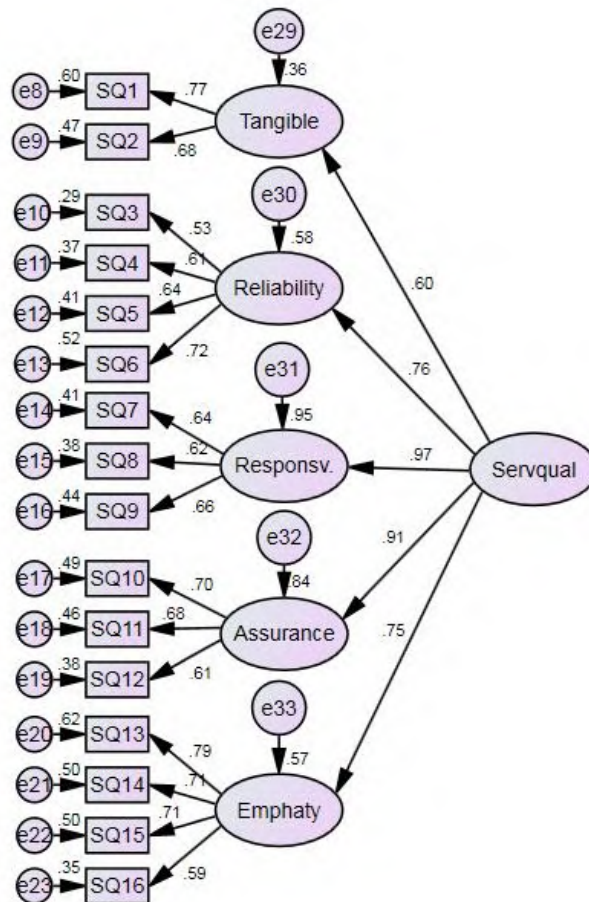 e29
.36
e8
.60
SQ1
.77
Tangible
e9
.47
SQ2
.68
e30
.58
e10
.29
SQ3
.53
e11
.37
SQ4
.61
Reliability
.60
e12
.41
SQ5
.64
e13
.52
SQ6
.72
.76
e31
.95
e14
.41
SQ7
.64
e15
.38
SQ8
.62
Responsv.
.97
Servqual
e16
.44
SQ9
.66
e32
.84
.91
e17
.49
SQ10
.70
e18
.46
SQ11
.68
Assurance
.75
e19
.38
SQ12
.61
e33
.57
e20
.62
SQ13
.79
e21
.50
SQ14
.71
Emphaty
e22
.50
SQ15
.71
e23
.35
SQ16
.59